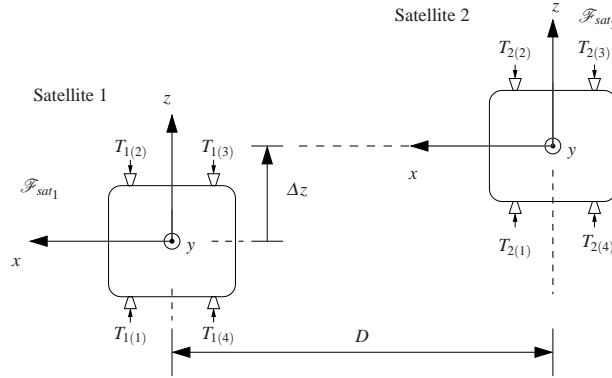 Satellite 2
z
ℱsat
T2(2)
T2(3)
Satellite 1
z
T1(2)
T1(3)
Δz
x
y
ℱsat1
T2(1)
T2(4)
x
y
T1(1)
T1(4)
D